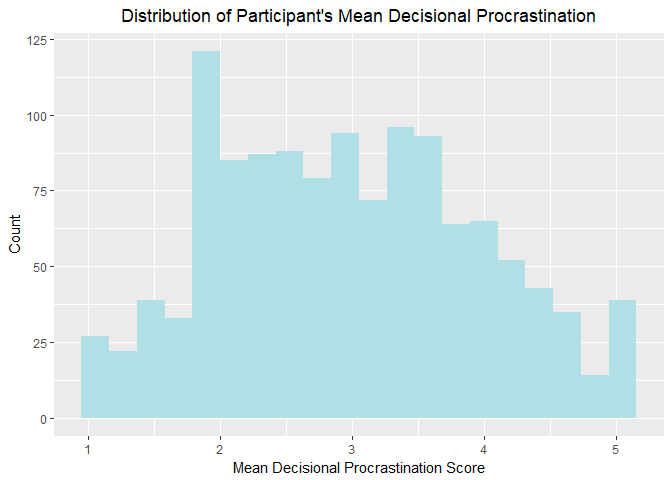 Distribution of Participant's Mean Decisional Procrastination
125
100
75
50
25
0
Count
1 2 3 4 5
Mean Decisional Procrastination Score